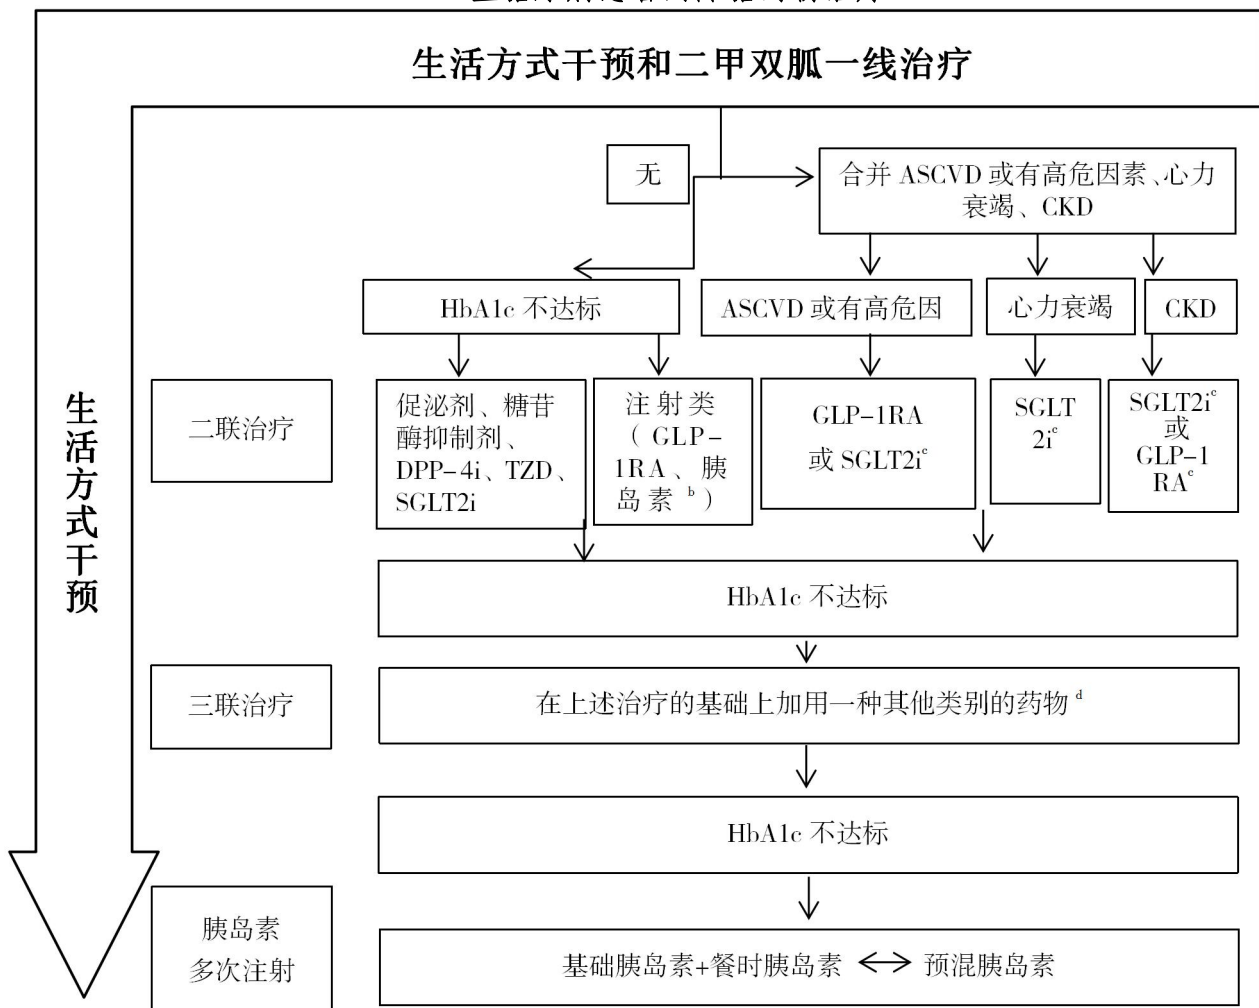 生活方式干预和二甲双胍一线治疗
无
合并 ASCVD 或有高危因素、心力
衰竭、CKD
HbA1c 不达标
ASCVD 或有高危因
心力衰竭
CKD
生活方式干预
二联治疗
促泌剂、糖苷
酶抑制剂、
DPP-4i、TZD、
SGLT2i
注射类
（GLP-
1RA、胰
岛素 b）
GLP-1RA
或 SGLT2ic
SGLT
2ic
SGLT2ic
或
GLP-1
RAe
HbA1c 不达标
三联治疗
在上述治疗的基础上加用一种其他类别的药物 d
HbA1c 不达标
胰岛素
多次注射
基础胰岛素+餐时胰岛素 ↔ 预混胰岛素